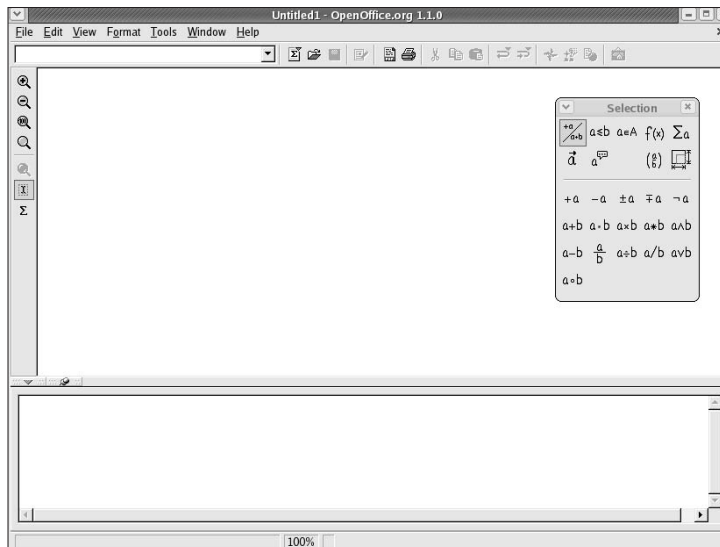 Untitled1 - OpenOffice.org 1.1.0
File Edit View Format Tools Window Help
Selection
+a/a+b a≤b a∈A f(x) Σa
a⃗ a (a/b)
+a -a ±a ∓a ¬a
a+b a·b a×b a*b a∧b
a-b a/b a÷b a/b a∨b
a∘b
Σ
100%